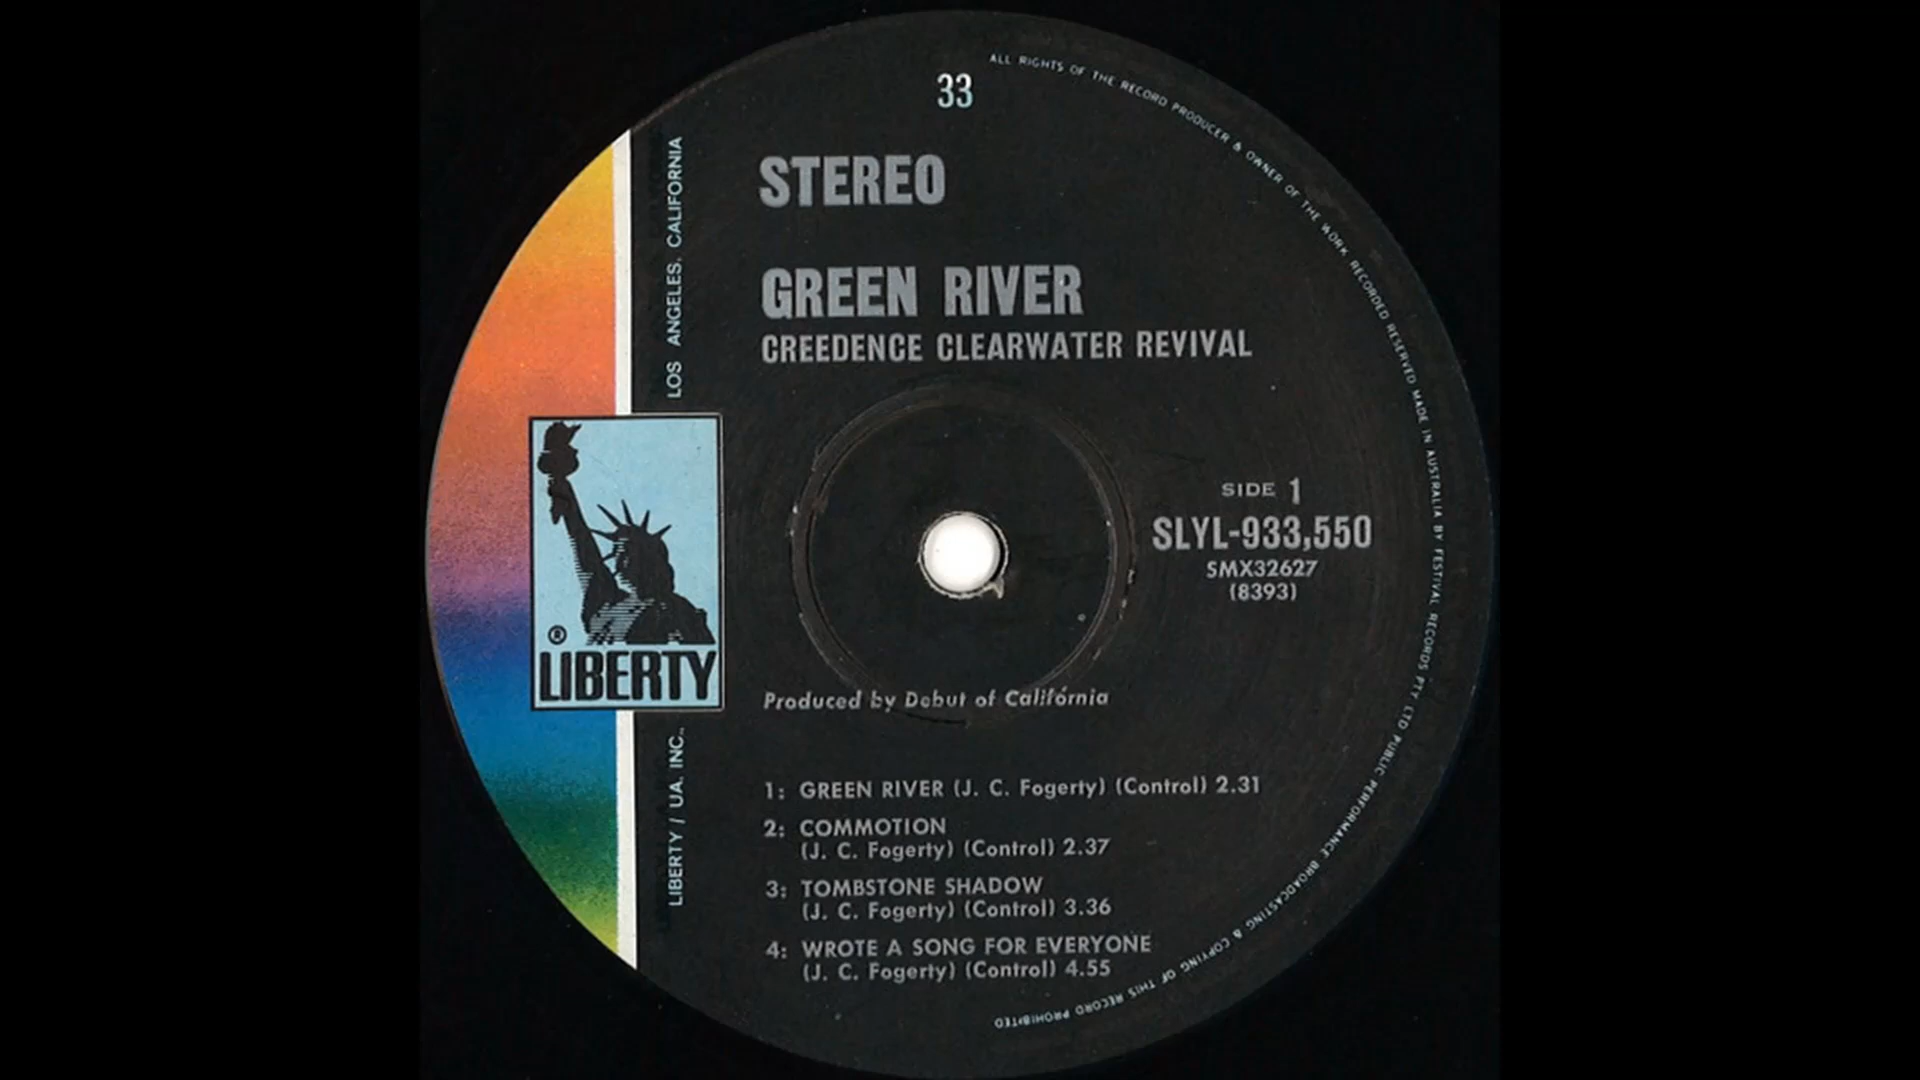 33
ALL RIGHTS OF THE RECORD PRODUCER & OWNER OF THE WORK RECORDED RESERVED MADE IN AUSTRALIA BY FESTIVAL RECORDS PTY LTD PUBLIC PERFORMANCE BROADCASTING & COPYING OF THIS RECORD PROHIBITED
STEREO
GREEN RIVER
CREEDENCE CLEARWATER REVIVAL
LIBERTY / UA. INC., LOS ANGELES. CALIFORNIA
®
LIBERTY
SIDE 1
SLYL-933,550
SMX32627
(8393)
Produced by Debut of California
1: GREEN RIVER (J. C. Fogerty) (Control) 2.31
2: COMMOTION
(J. C. Fogerty) (Control) 2.37
3: TOMBSTONE SHADOW
(J. C. Fogerty) (Control) 3.36
4: WROTE A SONG FOR EVERYONE
(J. C. Fogerty) (Control) 4.55